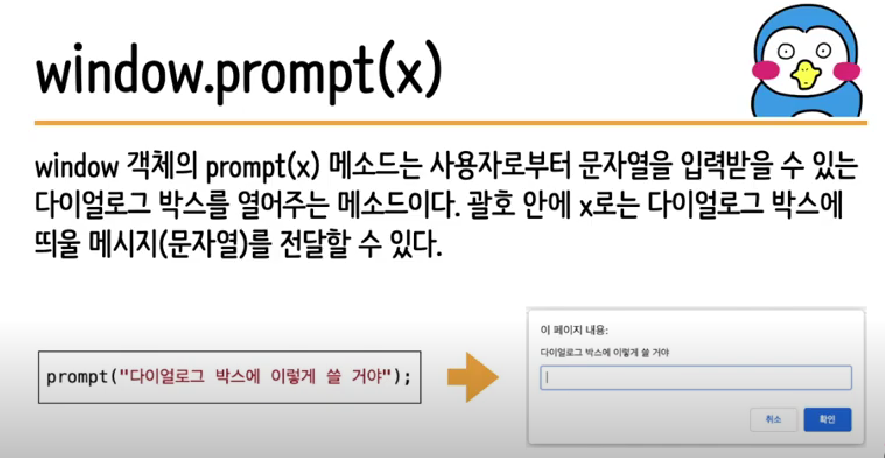 window.prompt(x)
window 객체의 prompt(x) 메소드는 사용자로부터 문자열을 입력받을 수 있는
다이얼로그 박스를 열어주는 메소드이다. 괄호 안에 x로는 다이얼로그 박스에
띄울 메시지(문자열)를 전달할 수 있다.
prompt("다이얼로그 박스에 이렇게 쓸 거야");
이 페이지 내용:
다이얼로그 박스에 이렇게 쓸 거야
취소 확인